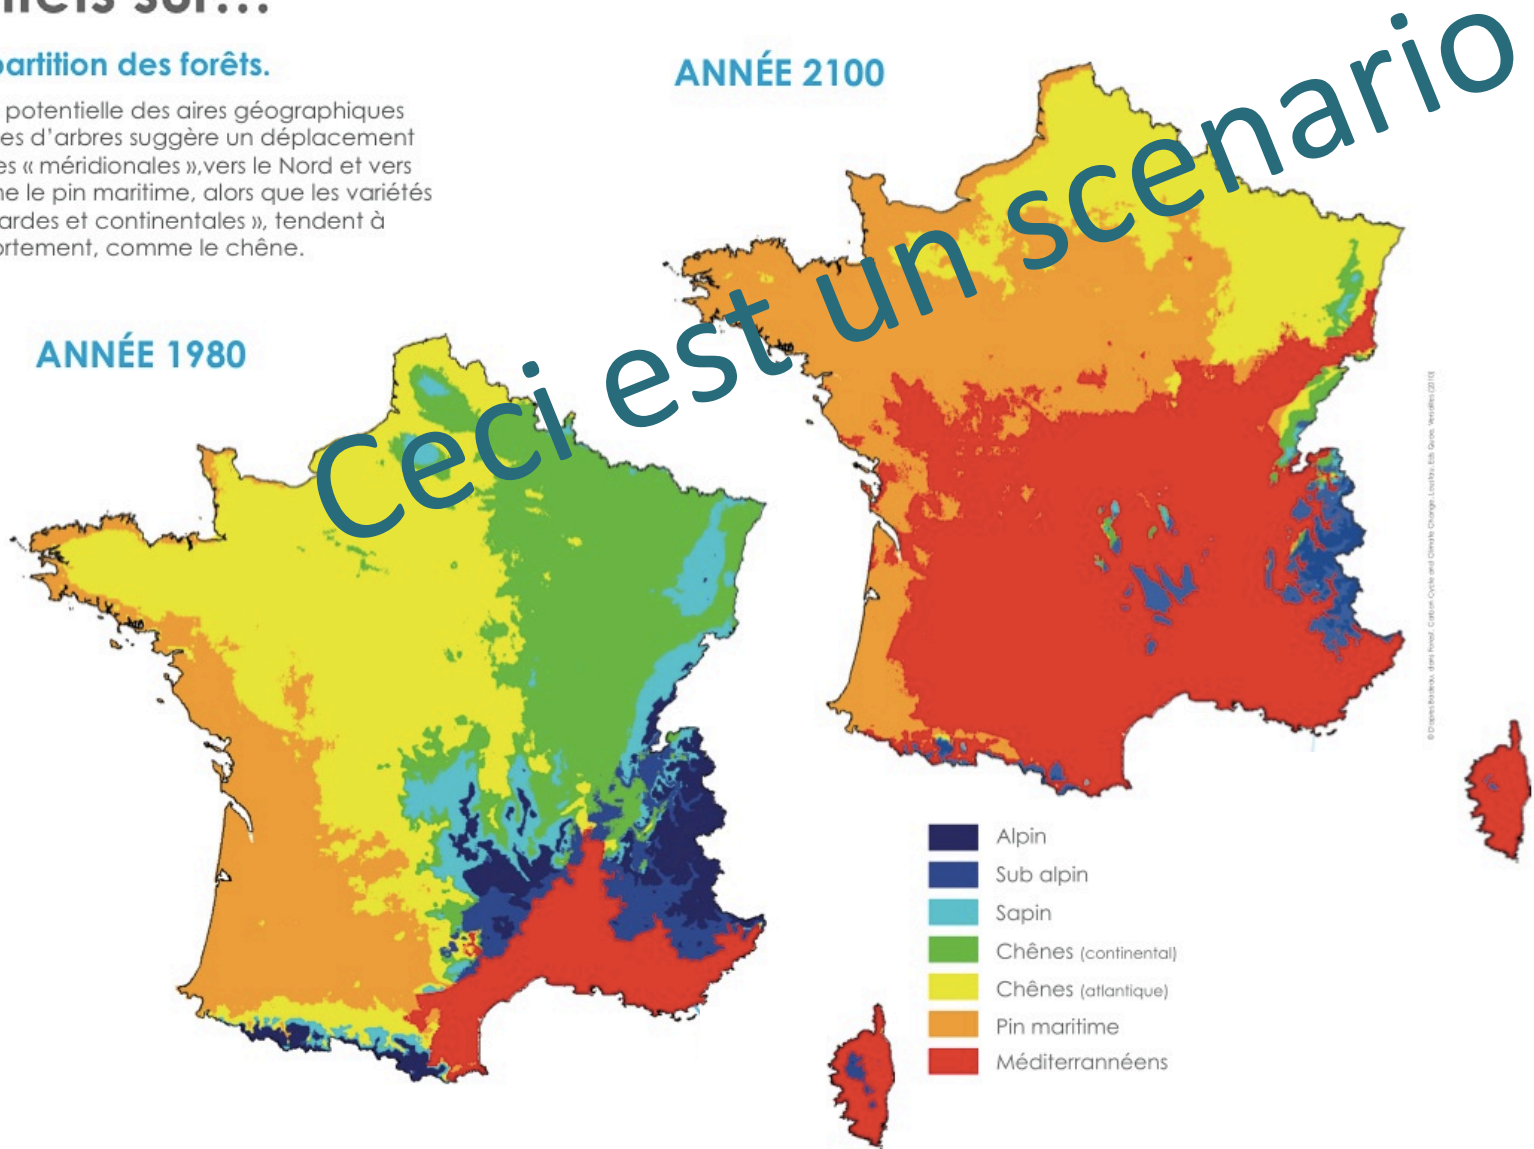 partition des forêts.
potentielle des aires géographiques
es d’arbres suggère un déplacement
es « méridionales »,vers le Nord et vers
e le pin maritime, alors que les variétés
ardes et continentales », tendent à
ortement, comme le chêne.
ANNÉE 2100
ANNÉE 1980
Ceci est un scenario
Alpin
Sub alpin
Sapin
Chênes (continental)
Chênes (atlantique)
Pin maritime
Méditerrannéens